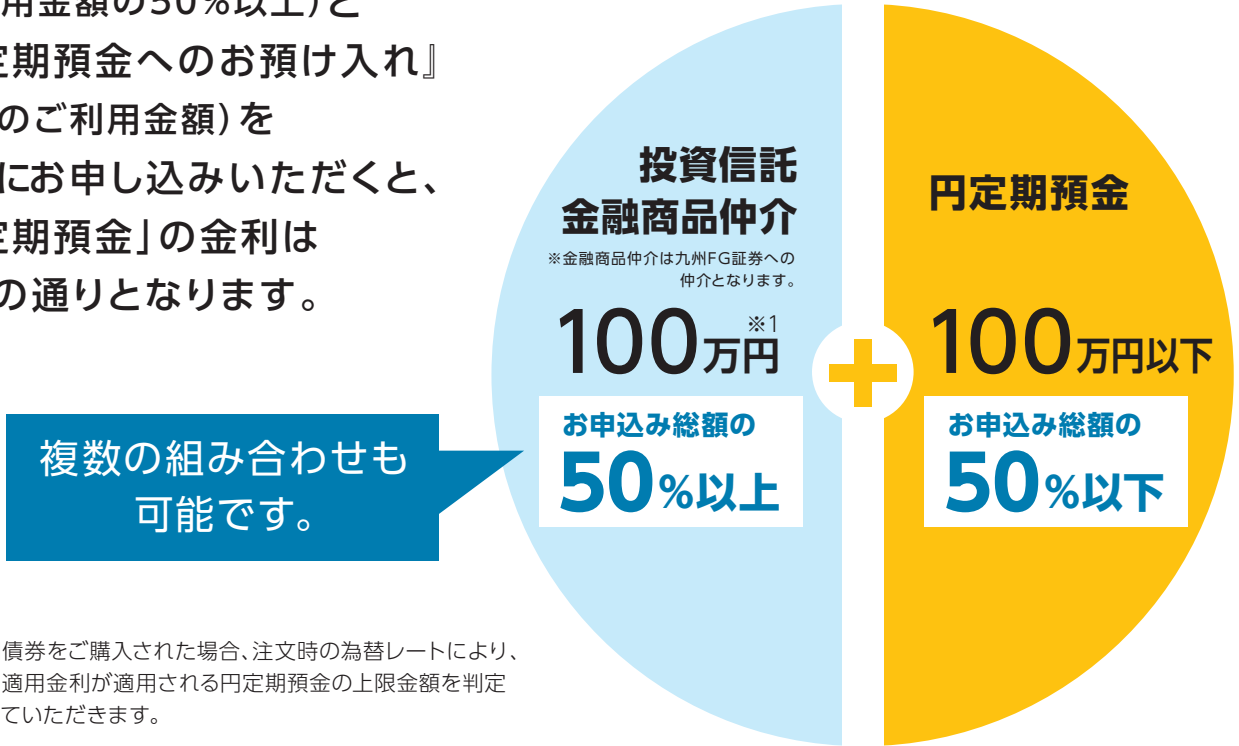 用金額の50%以上)と
定期預金へのお預け入れ』
のご利用金額)を
にお申し込みいただくと、
定期預金」の金利は
の通りとなります。
複数の組み合わせも
可能です。
債券をご購入された場合、注文時の為替レートにより、
適用金利が適用される円定期預金の上限金額を判定
ていただきます。
投資信託
金融商品仲介
※金融商品仲介は九州FG証券への
仲介となります。
100万円※1
お申込み総額の
50%以上
+
円定期預金
100万円以下
お申込み総額の
50%以下